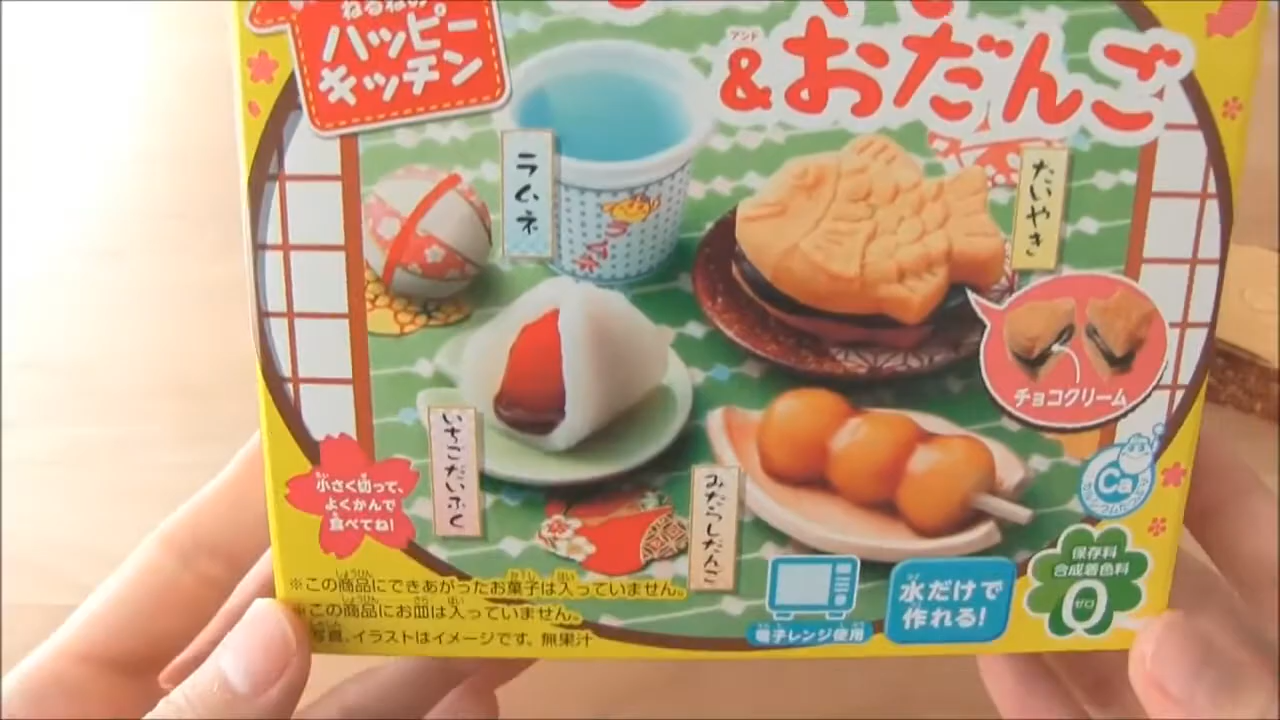 ねるねの
ハッピー
キッチン
アンド
&おだんご
ラムネ
たいやき
チョコクリーム
いちごだいふく
みたらしだんご
小さく切って、
よくかんで
食べてね!
Ca
保存料
合成着色料
0
ゼロ
水だけで
作れる!
電子レンジ使用
※この商品にできあがったお菓子は入っていません。
※この商品にお皿は入っていません。
写真、イラストはイメージです。無果汁